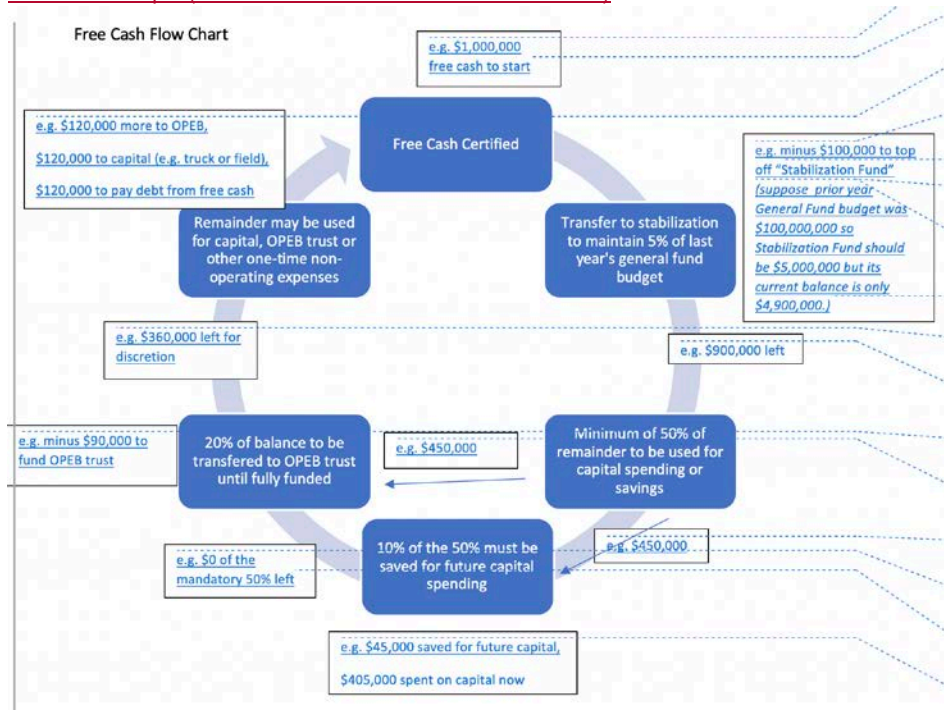 Free Cash Flow Chart
e.g. $1,000,000
free cash to start
Free Cash Certified
e.g. $120,000 more to OPEB,
$120,000 to capital (e.g. truck or field),
$120,000 to pay debt from free cash
e.g. minus $100,000 to top
off “Stabilization Fund”
(suppose prior year
General Fund budget was
$100,000,000 so
Stabilization Fund should
be $5,000,000 but its
current balance is only
$4,900,000.)
Transfer to stabilization
to maintain 5% of last
year's general fund
budget
Remainder may be used
for capital, OPEB trust or
other one-time non-
operating expenses
e.g. $360,000 left for
discretion
e.g. $900,000 left
Minimum of 50% of
remainder to be used for
capital spending or
savings
e.g. $450,000
20% of balance to be
transfered to OPEB trust
until fully funded
e.g. minus $90,000 to
fund OPEB trust
e.g. $450,000
10% of the 50% must be
saved for future capital
spending
e.g. $0 of the
mandatory 50% left
e.g. $45,000 saved for future capital,
$405,000 spent on capital now